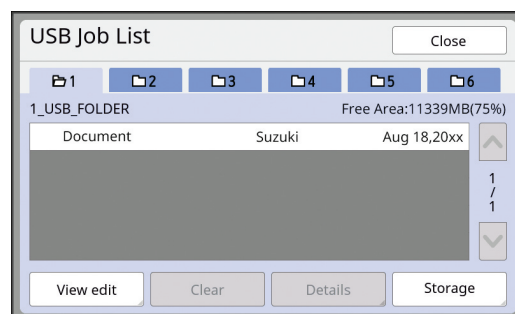 USB Job List
Close
1 2 3 4 5 6
1_USB_FOLDER Free Area:11339MB(75%)
Document Suzuki Aug 18,20xx
1
/
1
View edit Clear Details Storage